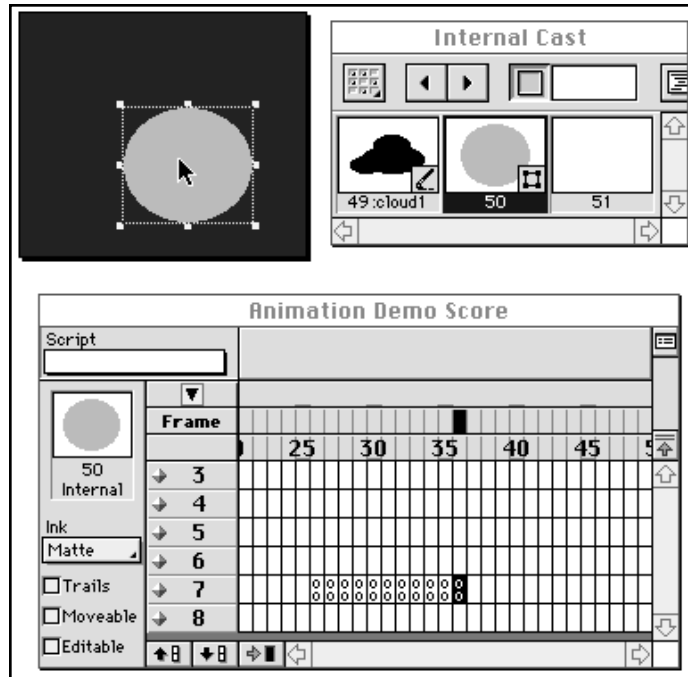 Internal Cast
49:cloud1
50
51
Animation Demo Score
Script
Frame
25 30 35 40 45
50
Internal
Ink
Matte
Trails
Moveable
Editable
3
4
5
6
7
8